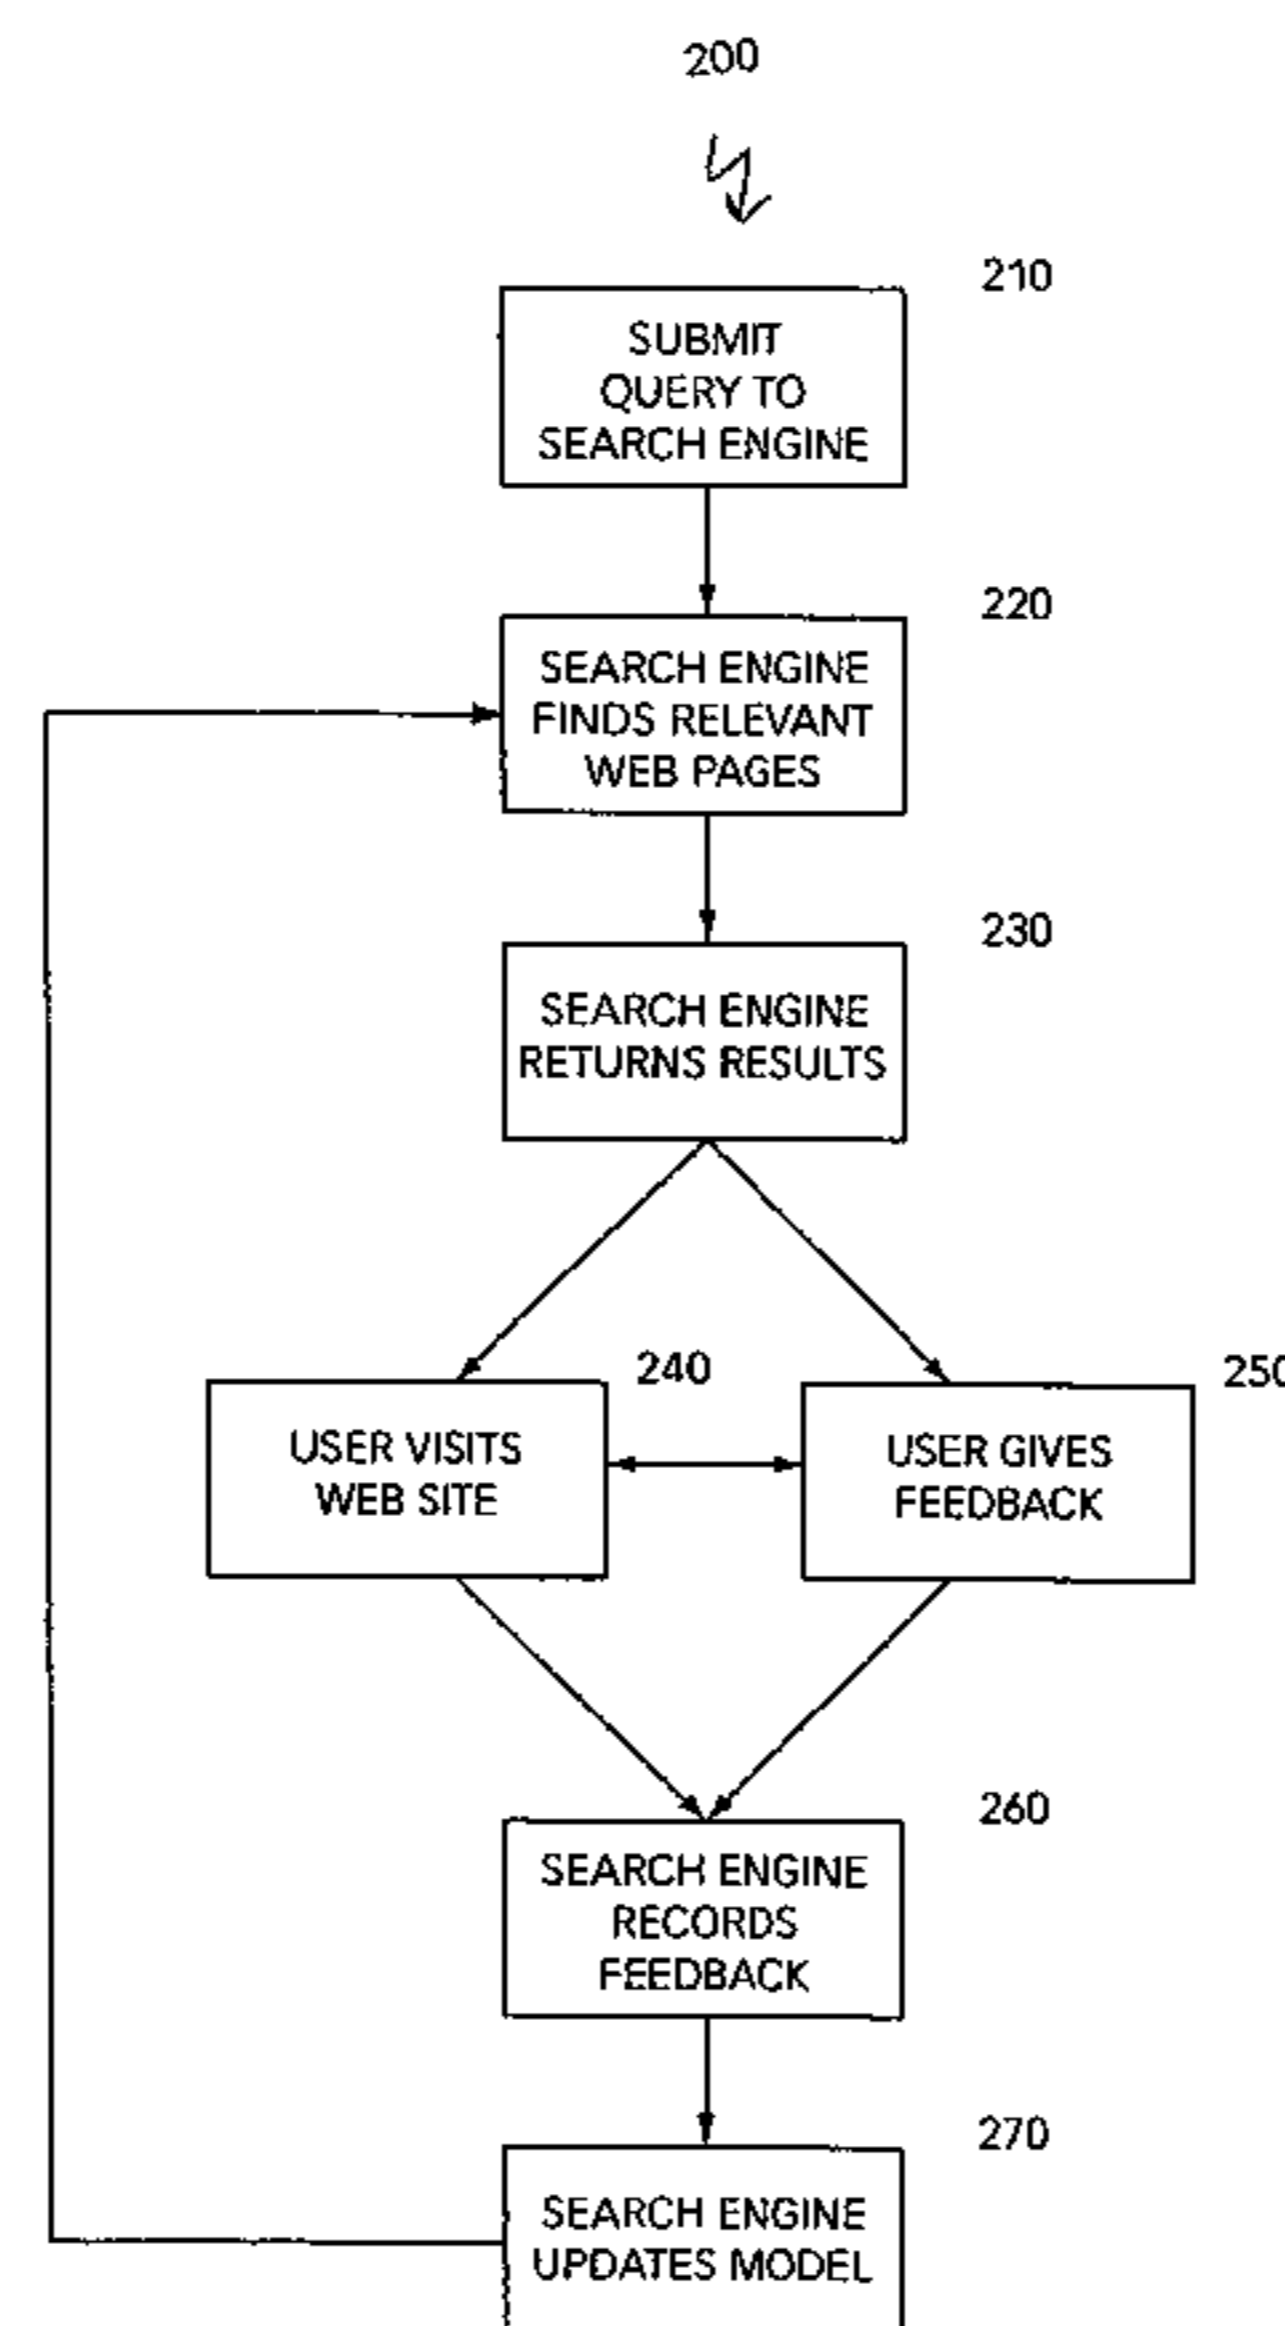 200
210
SUBMIT
QUERY TO
SEARCH ENGINE
220
SEARCH ENGINE
FINDS RELEVANT
WEB PAGES
230
SEARCH ENGINE
RETURNS RESULTS
240
250
USER VISITS
WEB SITE
USER GIVES
FEEDBACK
260
SEARCH ENGINE
RECORDS
FEEDBACK
270
SEARCH ENGINE
UPDATES MODEL